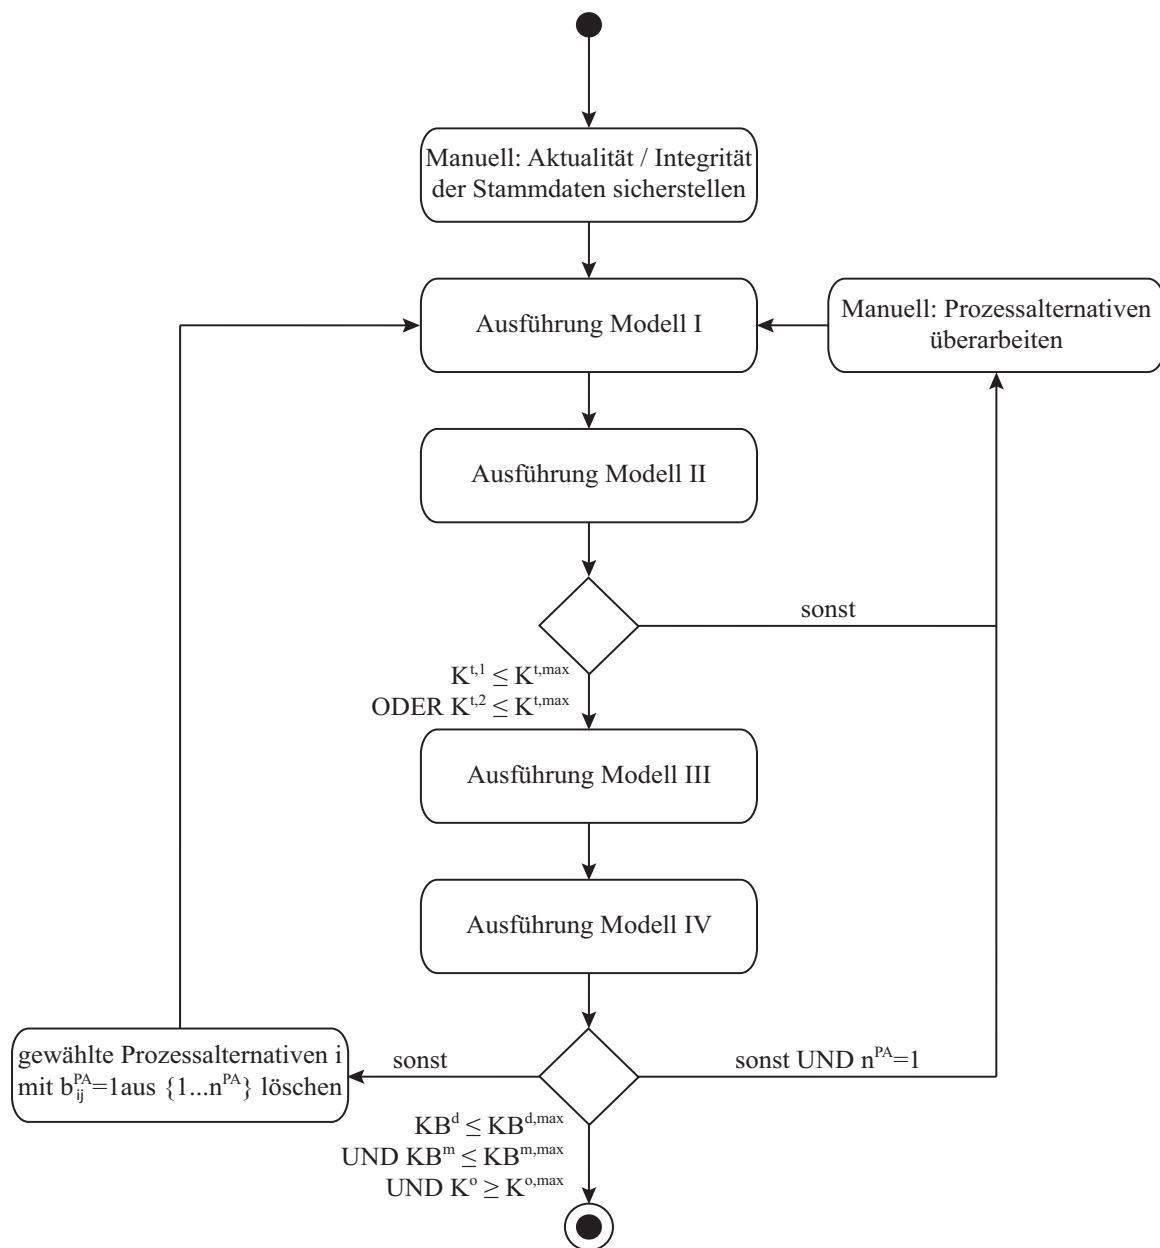 Manuell: Aktualität / Integrität
der Stammdaten sicherstellen
Ausführung Modell I
Manuell: Prozessalternativen
überarbeiten
Ausführung Modell II
sonst
K^{t,1} ≤ K^{t,max}
ODER K^{t,2} ≤ K^{t,max}
Ausführung Modell III
Ausführung Modell IV
gewählte Prozessalternativen i
mit b_{ij}^{PA}=1aus {1...n^{PA}} löschen
sonst
sonst UND n^{PA}=1
KB^{d} ≤ KB^{d,max}
UND KB^{m} ≤ KB^{m,max}
UND K^{o} ≥ K^{o,max}